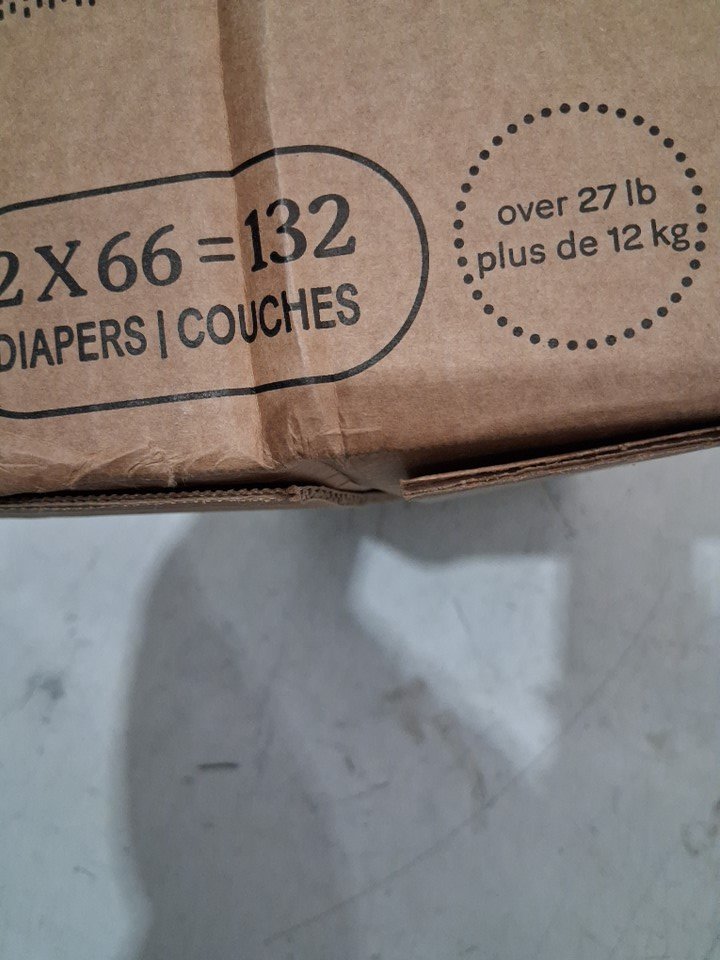 2 X 66 = 132
DIAPERS | COUCHES
over 27 lb
plus de 12 kg